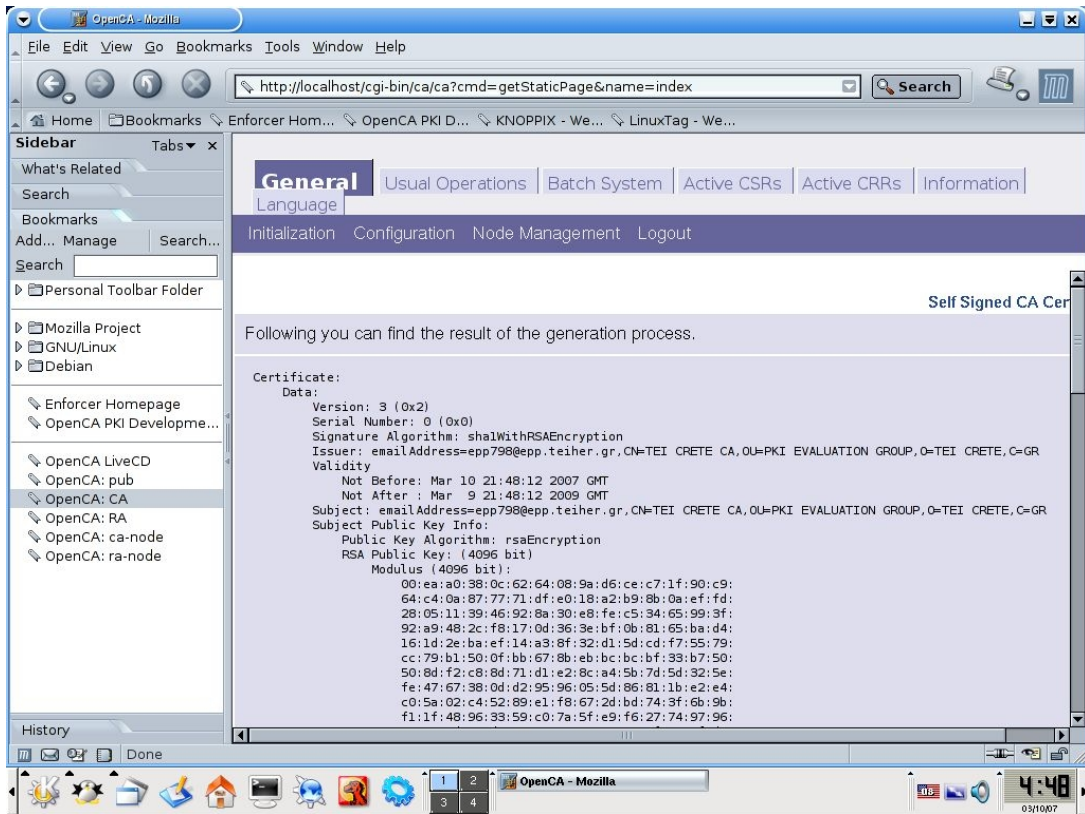 OpenCA - Mozilla
File Edit View Go Bookmarks Tools Window Help
http://localhost/cgi-bin/ca/ca?cmd=getStaticPage&name=index Search
Home Bookmarks Enforcer Hom... OpenCA PKI D... KNOPPIX - We... LinuxTag - We...
Sidebar Tabs x
What's Related
Search
Bookmarks
Add... Manage Search...
Search
Personal Toolbar Folder
Mozilla Project
GNU/Linux
Debian
Enforcer Homepage
OpenCA PKI Developme...
OpenCA LiveCD
OpenCA: pub
OpenCA: CA
OpenCA: RA
OpenCA: ca-node
OpenCA: ra-node
History
General Usual Operations Batch System Active CSRs Active CRRs Information
Language
Initialization Configuration Node Management Logout
Self Signed CA Cer
Following you can find the result of the generation process.
Certificate:
Data:
Version: 3 (0x2)
Serial Number: 0 (0x0)
Signature Algorithm: sha1WithRSAEncryption
Issuer: emailAddress=epp798@epp.teiher.gr,CN=TEI CRETE CA,OU=PKI EVALUATION GROUP,O=TEI CRETE,C=GR
Validity
Not Before: Mar 10 21:48:12 2007 GMT
Not After : Mar 9 21:48:12 2009 GMT
Subject: emailAddress=epp798@epp.teiher.gr,CN=TEI CRETE CA,OU=PKI EVALUATION GROUP,O=TEI CRETE,C=GR
Subject Public Key Info:
Public Key Algorithm: rsaEncryption
RSA Public Key: (4096 bit)
Modulus (4096 bit):
00:ea:a0:38:0c:62:64:08:9a:d6:ce:c7:1f:90:c9:
64:c4:0a:87:77:71:df:e0:18:a2:b9:8b:0a:ef:fd:
28:05:11:39:46:92:8a:30:e8:fe:c5:34:65:99:3f:
92:a9:48:2c:f8:17:0d:36:3e:bf:0b:81:65:ba:d4:
16:1d:2e:ba:ef:14:a3:8f:32:d1:5d:cd:f7:55:79:
cc:79:b1:50:0f:bb:67:8b:eb:bc:bc:bf:33:b7:50:
50:8d:f2:c8:8d:71:d1:e2:8c:a4:5b:7d:5d:32:5e:
fe:47:67:38:0d:d2:95:96:05:5d:86:81:1b:e2:e4:
c0:5a:02:c4:52:89:e1:f8:67:2d:bd:74:3f:6b:9b:
f1:1f:48:96:33:59:c0:7a:5f:e9:f6:27:74:97:96:
Done
1 2 OpenCA - Mozilla
3 4
US
4:48
03/10/07